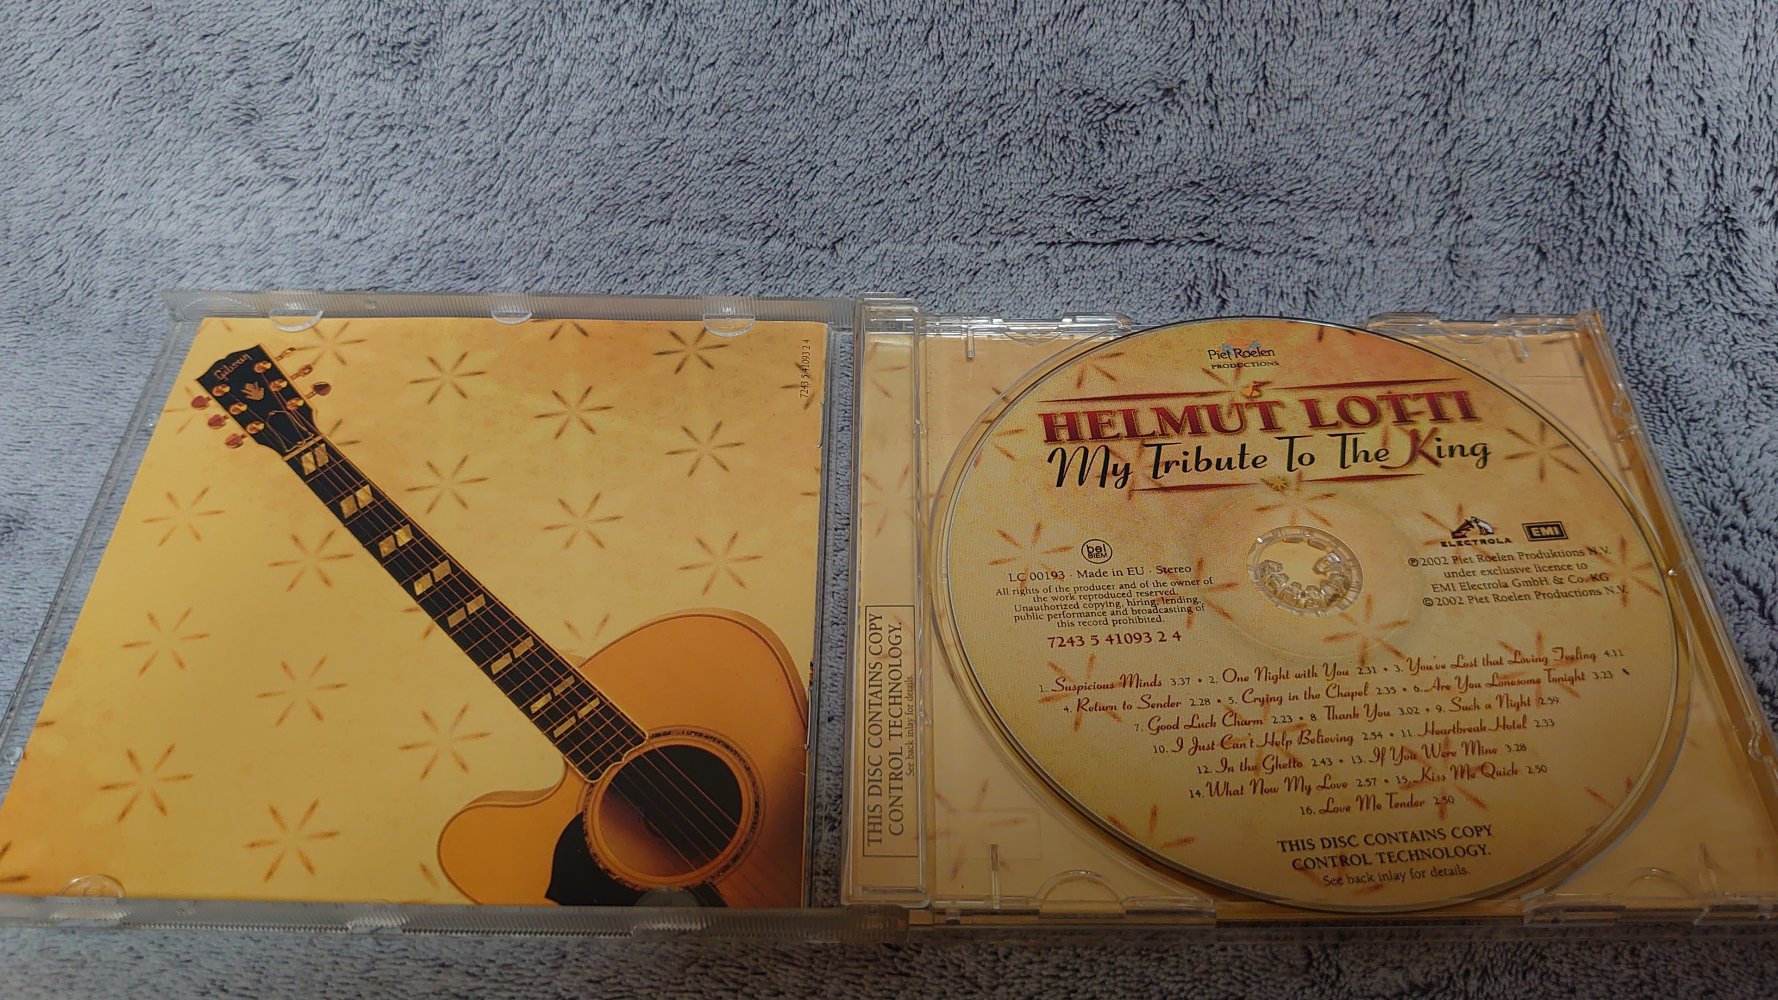 Gibson
7243 5 41093 2 4
THIS DISC CONTAINS COPY
CONTROL TECHNOLOGY.
See back inlay for details.
Piet Roelen
PRODUCTIONS
HELMUT LOTTI
My Tribute To The King
bel
BIEM
LC 00193 · Made in EU · Stereo
All rights of the producer and of the owner of
the work reproduced reserved.
Unauthorized copying, hiring, lending,
public performance and broadcasting of
this record prohibited.
7243 5 41093 2 4
ELECTROLA
EMI
℗2002 Piet Roelen Produktions N.V.
under exclusive licence to
EMI Electrola GmbH & Co. KG
©2002 Piet Roelen Productions N.V.
1. Suspicious Minds 3.37 • 2. One Night with You 2.31 • 3. You've Lost that Loving Feeling 4.11
4. Return to Sender 2.28 • 5. Crying in the Chapel 2.35 • 6. Are You Lonesome Tonight 3.23
7. Good Luck Charm 2.23 • 8. Thank You 3.02 • 9. Such a Night 2.59
10. I Just Can't Help Believing 2.54 • 11. Heartbreak Hotel 2.33
12. In the Ghetto 2.43 • 13. If You Were Mine 3.28
14. What Now My Love 2.57 • 15. Kiss Me Quick 2.50
16. Love Me Tender 2.50
THIS DISC CONTAINS COPY
CONTROL TECHNOLOGY.
See back inlay for details.